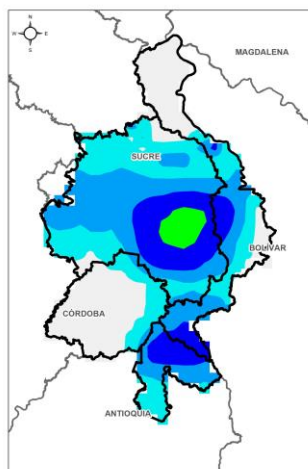 N
W E
S
MAGDALENA
SUCRE
BOLIVAR
CÓRDOBA
ANTIOQUIA